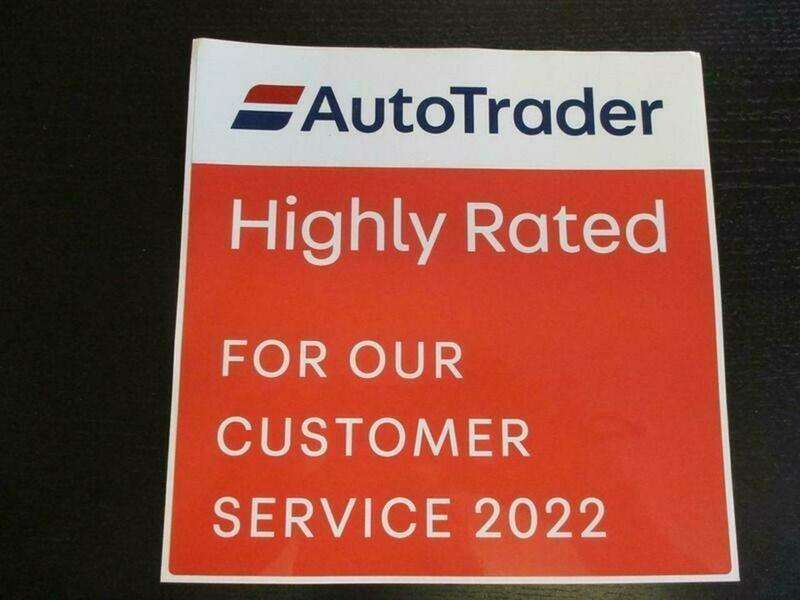 AutoTrader
Highly Rated
FOR OUR
CUSTOMER
SERVICE 2022